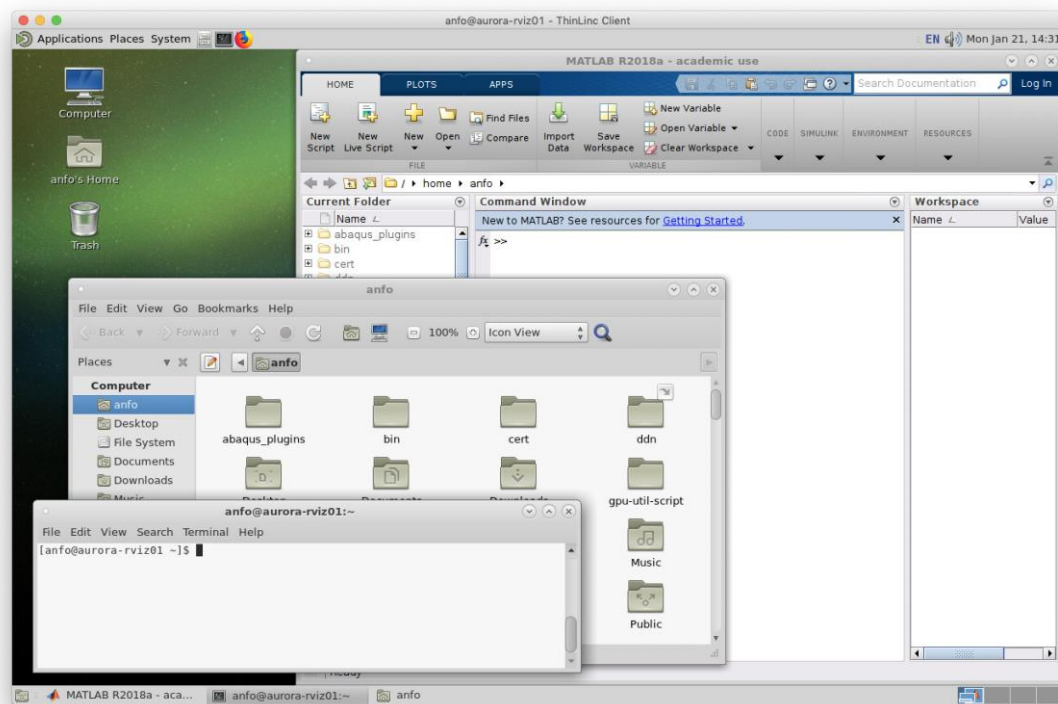 anfo@aurora-rviz01 - ThinLinc Client
Applications Places System
EN Mon Jan 21, 14:31
Computer
anfo's Home
Trash
MATLAB R2018a - academic use
HOME PLOTS APPS
Search Documentation
Log In
New Script
New Live Script
New
Open
Find Files
Compare
Import Data
Save Workspace
New Variable
Open Variable
Clear Workspace
CODE SIMULINK ENVIRONMENT RESOURCES
FILE VARIABLE
/ home anfo
Current Folder
Name
abaqus_plugins
bin
cert
ddn
Command Window
New to MATLAB? See resources for Getting Started.
fx >>
Workspace
Name Value
anfo
File Edit View Go Bookmarks Help
Back Forward 100% Icon View
Places anfo
Computer
anfo
Desktop
File System
Documents
Downloads
Music
abaqus_plugins bin cert ddn
Desktop Documents Downloads gpu-util-script
Music
Public
anfo@aurora-rviz01:~
File Edit View Search Terminal Help
[anfo@aurora-rviz01 ~]$
Ready
MATLAB R2018a - aca... anfo@aurora-rviz01:~ anfo